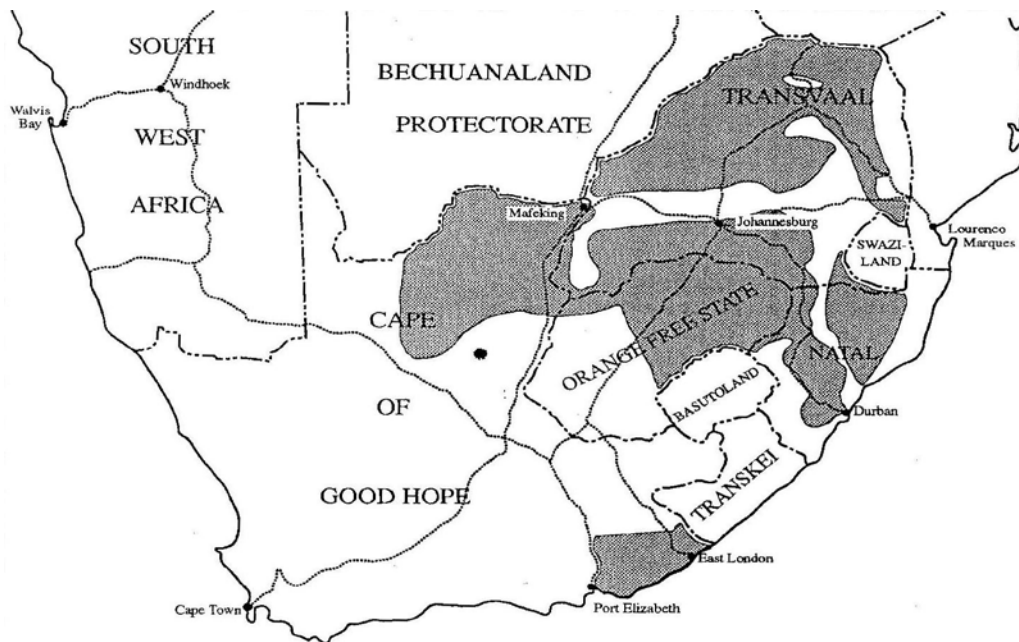 SOUTH
WEST
AFRICA
Windhoek
Walvis
Bay
BECHUANALAND
PROTECTORATE
TRANSVAAL
Mafeking
Johannesburg
SWAZI-
LAND
Lourenco
Marques
CAPE
OF
GOOD HOPE
ORANGE FREE STATE
NATAL
BASUTOLAND
Durban
TRANSKEI
East London
Port Elizabeth
Cape Town